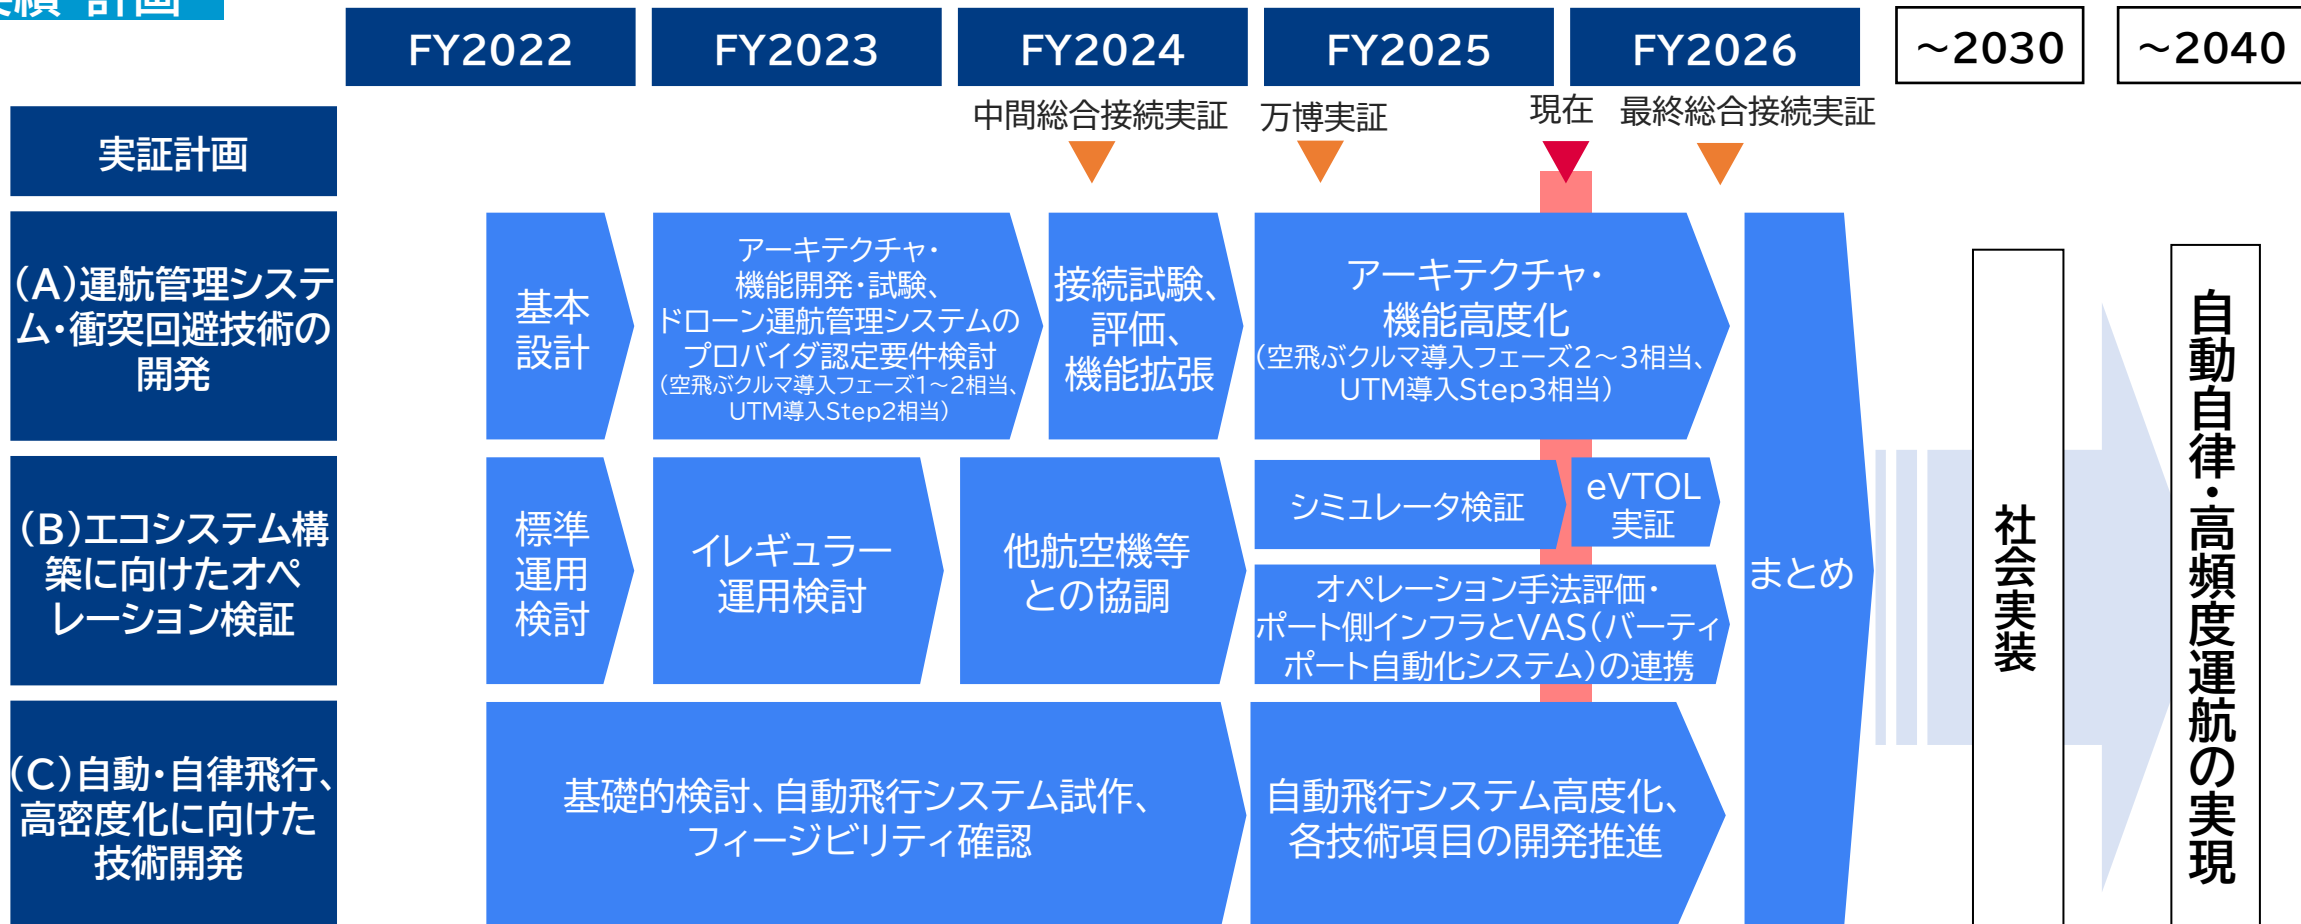 実績・計画
FY2022
FY2023
FY2024
FY2025
FY2026
～2030
～2040
中間総合接続実証
万博実証
現在
最終総合接続実証
実証計画
(A)運航管理システ
ム・衝突回避技術の
開発
基本
設計
アーキテクチャ・
機能開発・試験、
ドローン運航管理システムの
プロバイダ認定要件検討
(空飛ぶクルマ導入フェーズ1～2相当、
UTM導入Step2相当)
接続試験、
評価、
機能拡張
アーキテクチャ・
機能高度化
(空飛ぶクルマ導入フェーズ2～3相当、
UTM導入Step3相当)
(B)エコシステム構
築に向けたオペ
レーション検証
標準
運用
検討
イレギュラー
運用検討
他航空機等
との協調
シミュレータ検証
eVTOL
実証
オペレーション手法評価・
ポート側インフラとVAS(バーティ
ポート自動化システム)の連携
(C)自動・自律飛行、
高密度化に向けた
技術開発
基礎的検討、自動飛行システム試作、
フィージビリティ確認
自動飛行システム高度化、
各技術項目の開発推進
まとめ
社会実装
自動自律・高頻度運航の実現